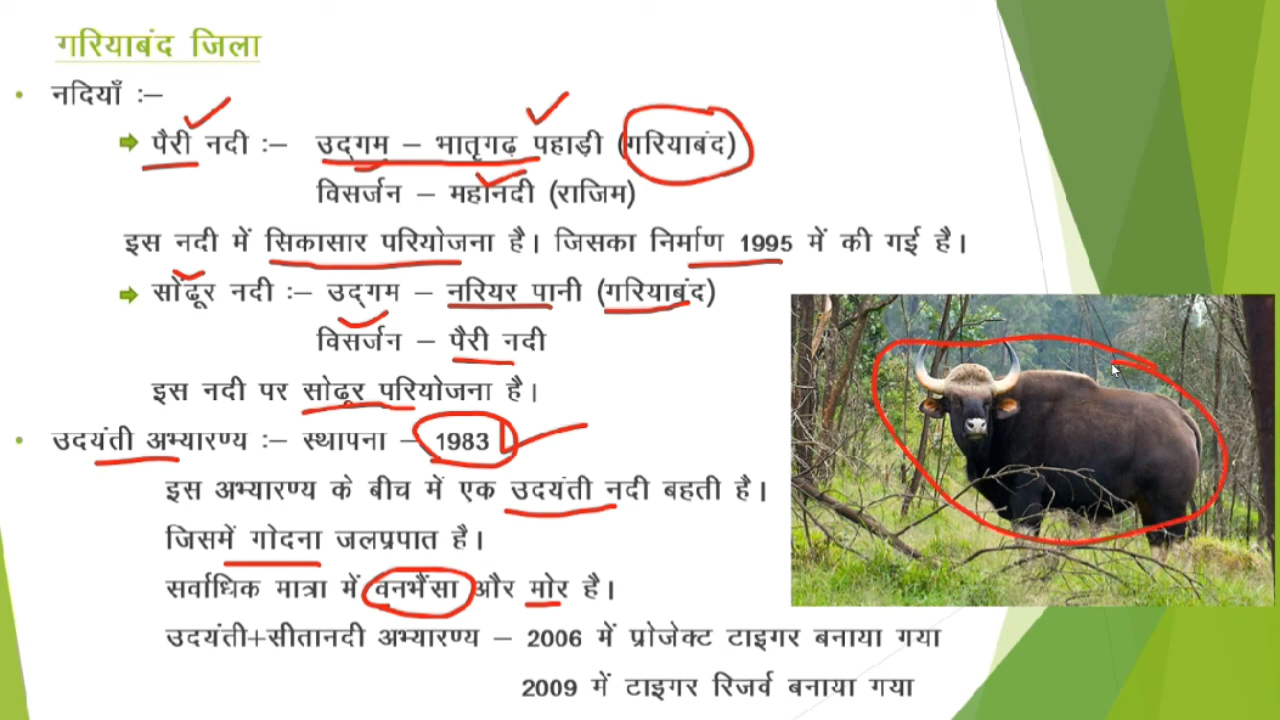 गरियाबंद जिला
• नदियाँ :–
पैरी नदी :– उद्गम – भातृगढ़ पहाड़ी (गरियाबंद)
विसर्जन – महानदी (राजिम)
इस नदी में सिकासार परियोजना है। जिसका निर्माण 1995 में की गई है।
सोंढूर नदी :– उद्गम – नरियर पानी (गरियाबंद)
विसर्जन – पैरी नदी
इस नदी पर सोढूर परियोजना है।
• उदयंती अभ्यारण्य :– स्थापना – 1983
इस अभ्यारण्य के बीच में एक उदयंती नदी बहती है।
जिसमें गोदना जलप्रपात है।
सर्वाधिक मात्रा में वनभैंसा और मोर है।
उदयंती+सीतानदी अभ्यारण्य – 2006 में प्रोजेक्ट टाइगर बनाया गया
2009 में टाइगर रिजर्व बनाया गया